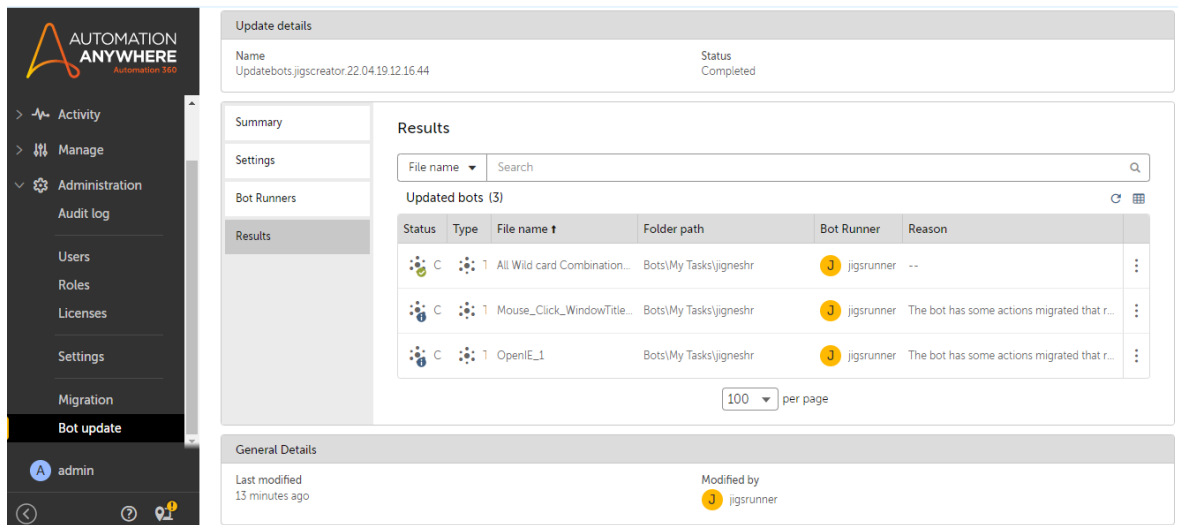 AUTOMATION
ANYWHERE
Automation 360
Activity
Manage
Administration
Audit log
Users
Roles
Licenses
Settings
Migration
Bot update
A admin
Update details
Name
Updatebots.jigscreator.22.04.19.12.16.44
Status
Completed
Summary
Settings
Bot Runners
Results
Results
File name Search
Updated bots (3)
Status Type File name Folder path Bot Runner Reason
C T All Wild card Combination... Bots\My Tasks\jigneshr J jigsrunner --
C T Mouse_Click_WindowTitle... Bots\My Tasks\jigneshr J jigsrunner The bot has some actions migrated that r...
C T OpenIE_1 Bots\My Tasks\jigneshr J jigsrunner The bot has some actions migrated that r...
100 per page
General Details
Last modified
13 minutes ago
Modified by
J jigsrunner